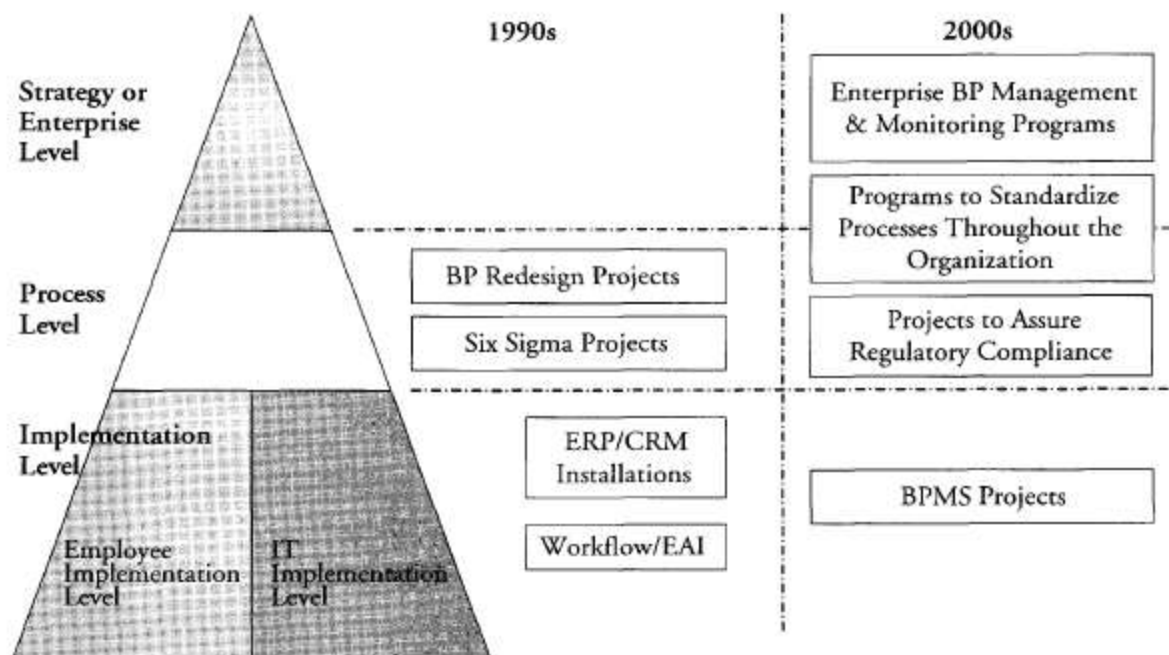 1990s
2000s
Strategy or
Enterprise
Level
Enterprise BP Management
& Monitoring Programs
Programs to Standardize
Processes Throughout the
Organization
Process
Level
BP Redesign Projects
Six Sigma Projects
Projects to Assure
Regulatory Compliance
Implementation
Level
ERP/CRM
Installations
Workflow/EAI
BPMS Projects
Employee
Implementation
Level
IT
Implementation
Level